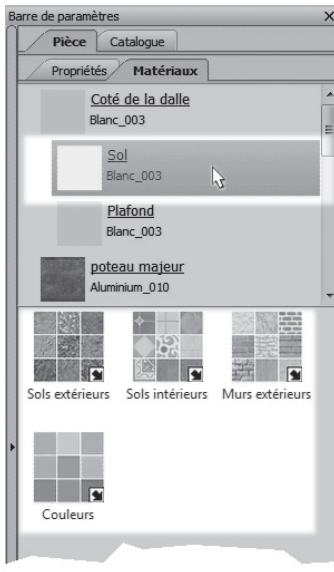 Barre de paramètres
Pièce Catalogue
Propriétés Matériaux
Coté de la dalle
Blanc_003
Sol
Blanc_003
Plafond
Blanc_003
poteau majeur
Aluminium_010
Sols extérieurs Sols intérieurs Murs extérieurs
Couleurs